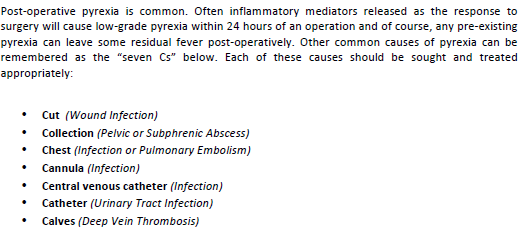 Post-operative pyrexia is common. Often inflammatory mediators released as the response to
surgery will cause low-grade pyrexia within 24 hours of an operation and of course, any pre-existing
pyrexia can leave some residual fever post-operatively. Other common causes of pyrexia can be
remembered as the “seven Cs” below. Each of these causes should be sought and treated
appropriately:
• Cut (Wound Infection)
• Collection (Pelvic or Subphrenic Abscess)
• Chest (Infection or Pulmonary Embolism)
• Cannula (Infection)
• Central venous catheter (Infection)
• Catheter (Urinary Tract Infection)
• Calves (Deep Vein Thrombosis)